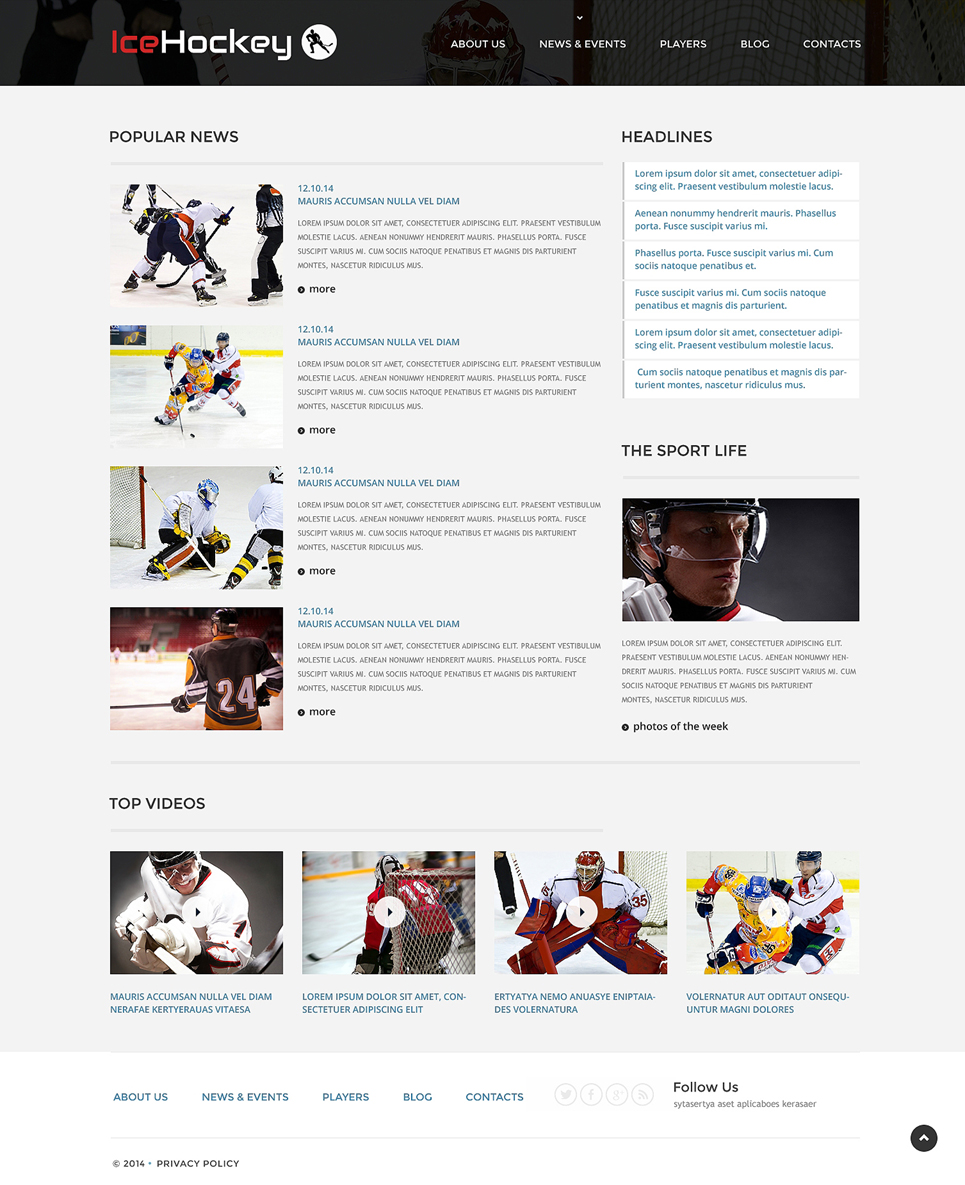 IceHockey
ABOUT US NEWS & EVENTS PLAYERS BLOG CONTACTS
POPULAR NEWS
12.10.14
MAURIS ACCUMSAN NULLA VEL DIAM
LOREM IPSUM DOLOR SIT AMET, CONSECTETUER ADIPISCING ELIT. PRAESENT VESTIBULUM
MOLESTIE LACUS. AENEAN NONUMMY HENDRERIT MAURIS. PHASELLUS PORTA. FUSCE
SUSCIPIT VARIUS MI. CUM SOCIIS NATOQUE PENATIBUS ET MAGNIS DIS PARTURIENT
MONTES, NASCETUR RIDICULUS MUS.
more
12.10.14
MAURIS ACCUMSAN NULLA VEL DIAM
LOREM IPSUM DOLOR SIT AMET, CONSECTETUER ADIPISCING ELIT. PRAESENT VESTIBULUM
MOLESTIE LACUS. AENEAN NONUMMY HENDRERIT MAURIS. PHASELLUS PORTA. FUSCE
SUSCIPIT VARIUS MI. CUM SOCIIS NATOQUE PENATIBUS ET MAGNIS DIS PARTURIENT
MONTES, NASCETUR RIDICULUS MUS.
more
12.10.14
MAURIS ACCUMSAN NULLA VEL DIAM
LOREM IPSUM DOLOR SIT AMET, CONSECTETUER ADIPISCING ELIT. PRAESENT VESTIBULUM
MOLESTIE LACUS. AENEAN NONUMMY HENDRERIT MAURIS. PHASELLUS PORTA. FUSCE
SUSCIPIT VARIUS MI. CUM SOCIIS NATOQUE PENATIBUS ET MAGNIS DIS PARTURIENT
MONTES, NASCETUR RIDICULUS MUS.
more
24
12.10.14
MAURIS ACCUMSAN NULLA VEL DIAM
LOREM IPSUM DOLOR SIT AMET, CONSECTETUER ADIPISCING ELIT. PRAESENT VESTIBULUM
MOLESTIE LACUS. AENEAN NONUMMY HENDRERIT MAURIS. PHASELLUS PORTA. FUSCE
SUSCIPIT VARIUS MI. CUM SOCIIS NATOQUE PENATIBUS ET MAGNIS DIS PARTURIENT
MONTES, NASCETUR RIDICULUS MUS.
more
HEADLINES
Lorem ipsum dolor sit amet, consectetuer adipi-
scing elit. Praesent vestibulum molestie lacus.
Aenean nonummy hendrerit mauris. Phasellus
porta. Fusce suscipit varius mi.
Phasellus porta. Fusce suscipit varius mi. Cum
sociis natoque penatibus et.
Fusce suscipit varius mi. Cum sociis natoque
penatibus et magnis dis parturient.
Lorem ipsum dolor sit amet, consectetuer adipi-
scing elit. Praesent vestibulum molestie lacus.
Cum sociis natoque penatibus et magnis dis par-
turient montes, nascetur ridiculus mus.
THE SPORT LIFE
LOREM IPSUM DOLOR SIT AMET, CONSECTETUER ADIPISCING ELIT.
PRAESENT VESTIBULUM MOLESTIE LACUS. AENEAN NONUMMY HEN-
DRERIT MAURIS. PHASELLUS PORTA. FUSCE SUSCIPIT VARIUS MI. CUM
SOCIIS NATOQUE PENATIBUS ET MAGNIS DIS PARTURIENT
MONTES, NASCETUR RIDICULUS MUS.
photos of the week
TOP VIDEOS
35
MAURIS ACCUMSAN NULLA VEL DIAM
NERAFAE KERTYERAUAS VITAESA
LOREM IPSUM DOLOR SIT AMET, CON-
SECTETUER ADIPISCING ELIT
ERTYATYA NEMO ANUASYE ENIPTAIA-
DES VOLERNATURA
VOLERNATUR AUT ODITAUT ONSEQU-
UNTUR MAGNI DOLORES
ABOUT US NEWS & EVENTS PLAYERS BLOG CONTACTS
Follow Us
sytasertya aset aplicaboes kerasaer
© 2014 • PRIVACY POLICY